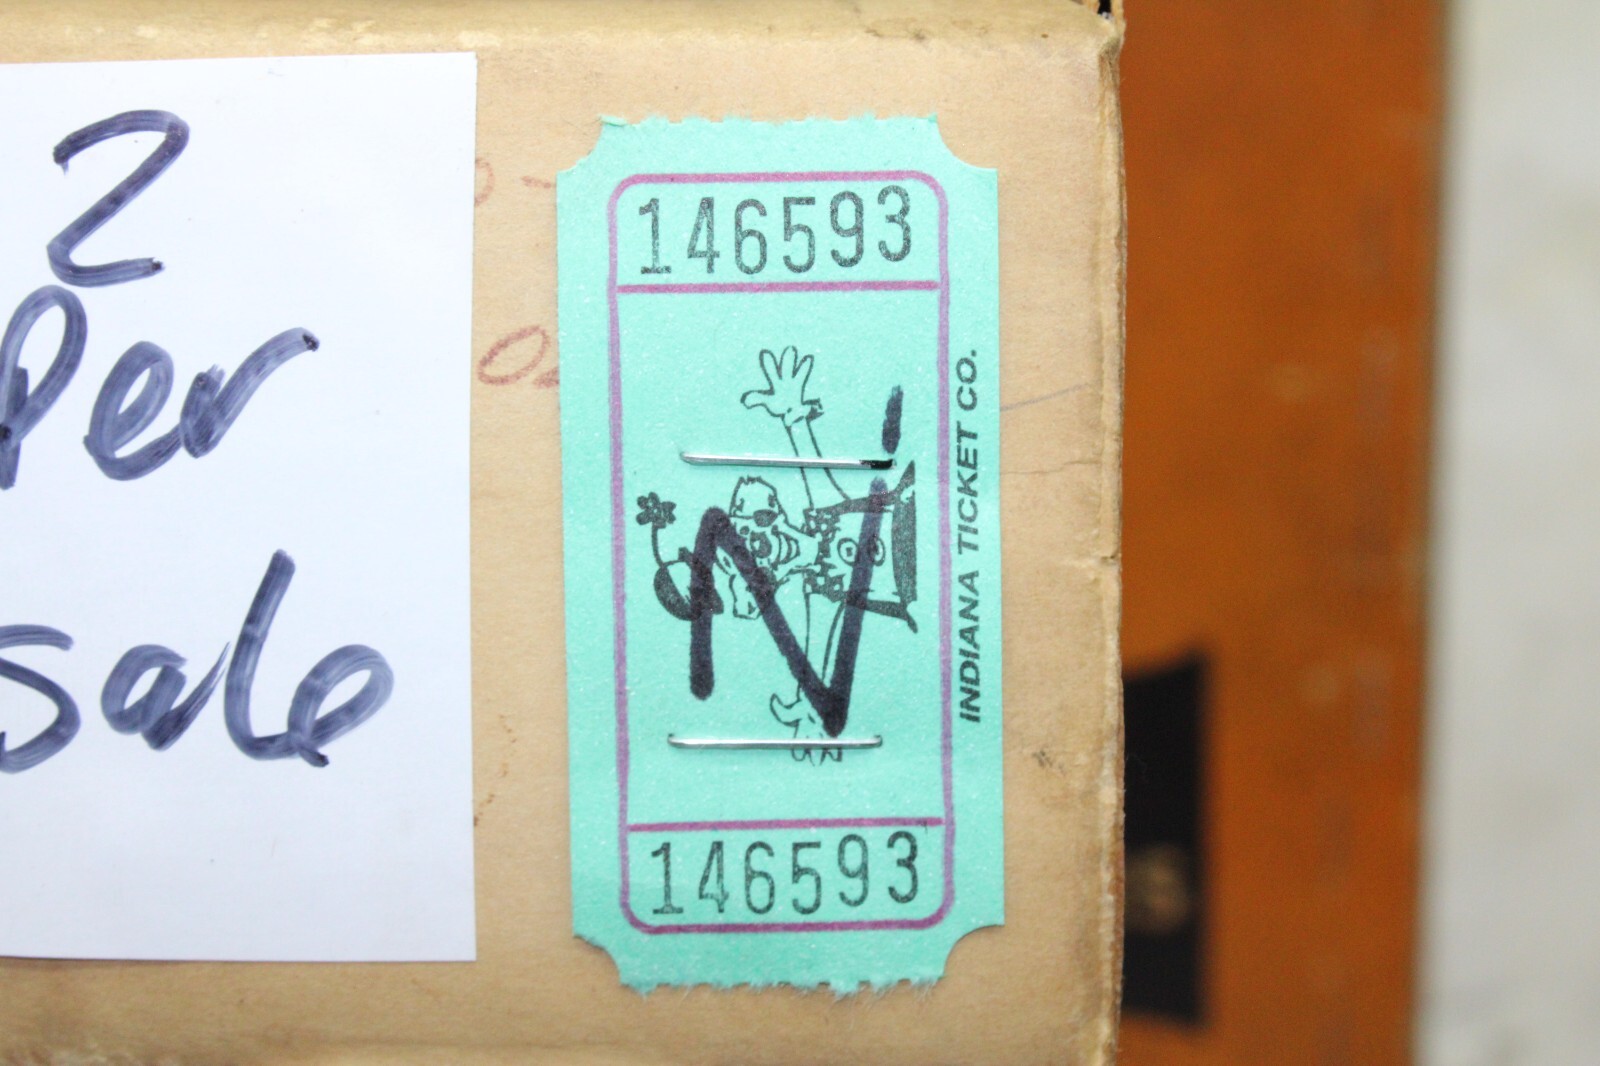 2
Per
sale
146593
N
INDIANA TICKET CO.
146593